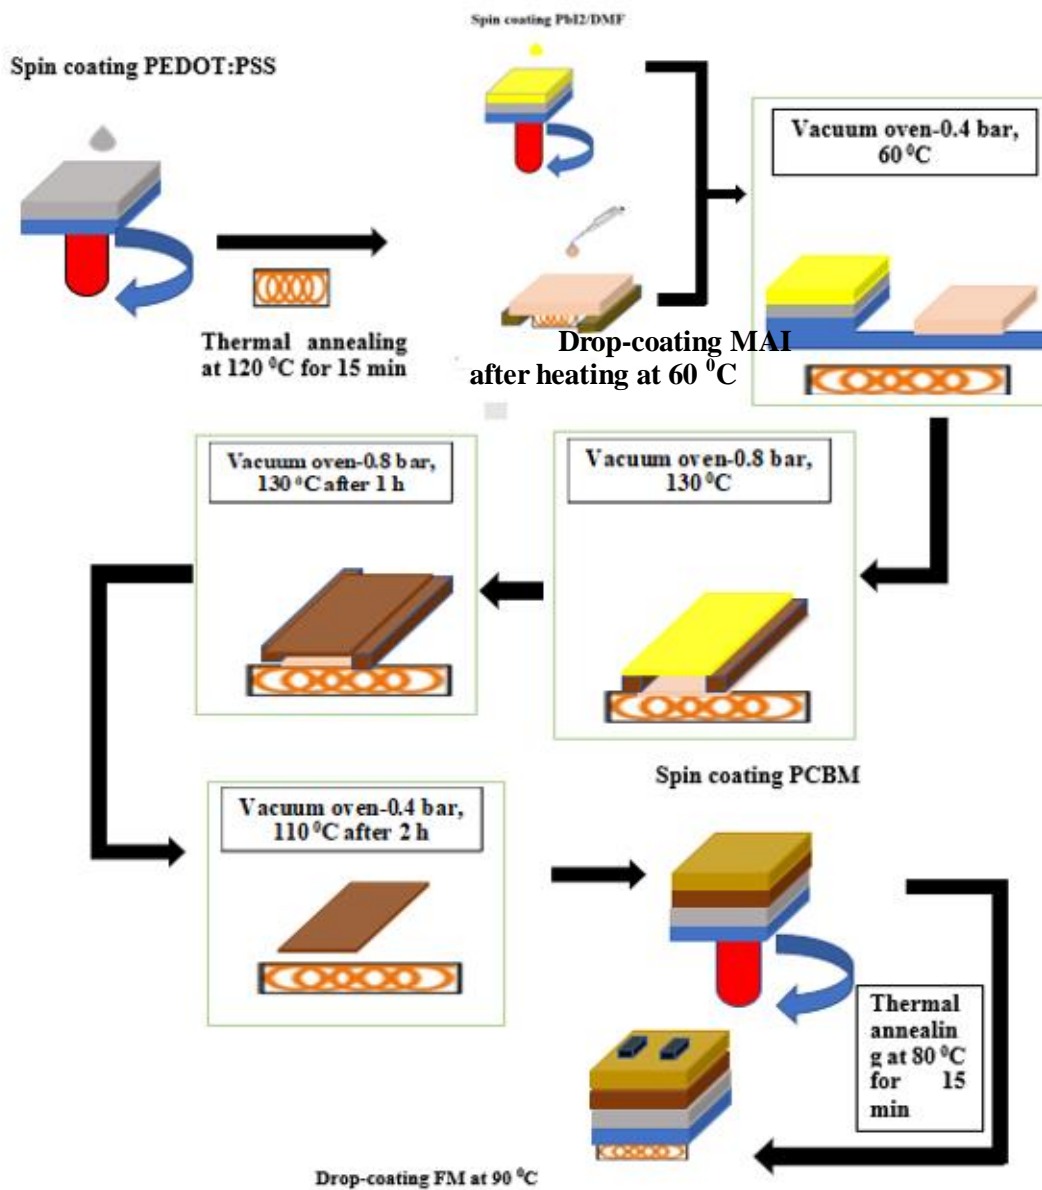 Spin coating PbI2/DMF
Spin coating PEDOT:PSS
Vacuum oven-0.4 bar,
60 ⁰C
Thermal annealing
at 120 ⁰C for 15 min
Drop-coating MAI
after heating at 60 ⁰C
Vacuum oven-0.8 bar,
130 ⁰C after 1 h
Vacuum oven-0.8 bar,
130 ⁰C
Spin coating PCBM
Vacuum oven-0.4 bar,
110 ⁰C after 2 h
Thermal
annealin
g at 80 ⁰C
for 15
min
Drop-coating FM at 90 ⁰C